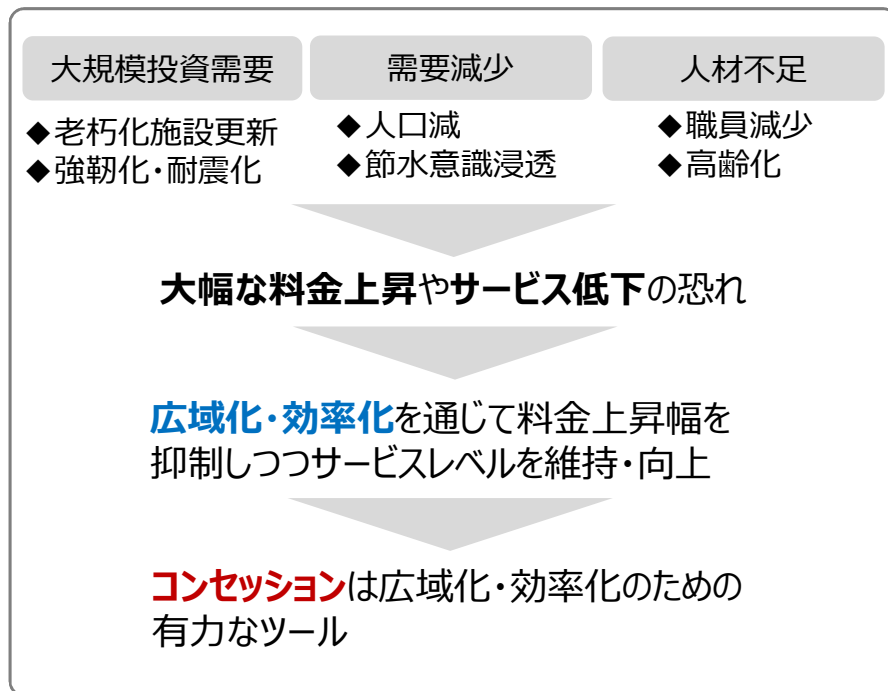 大規模投資需要
需要減少
人材不足
◆老朽化施設更新
◆強靭化・耐震化
◆人口減
◆節水意識浸透
◆職員減少
◆高齢化
大幅な料金上昇やサービス低下の恐れ
広域化・効率化を通じて料金上昇幅を
抑制しつつサービスレベルを維持・向上
コンセッションは広域化・効率化のための
有力なツール